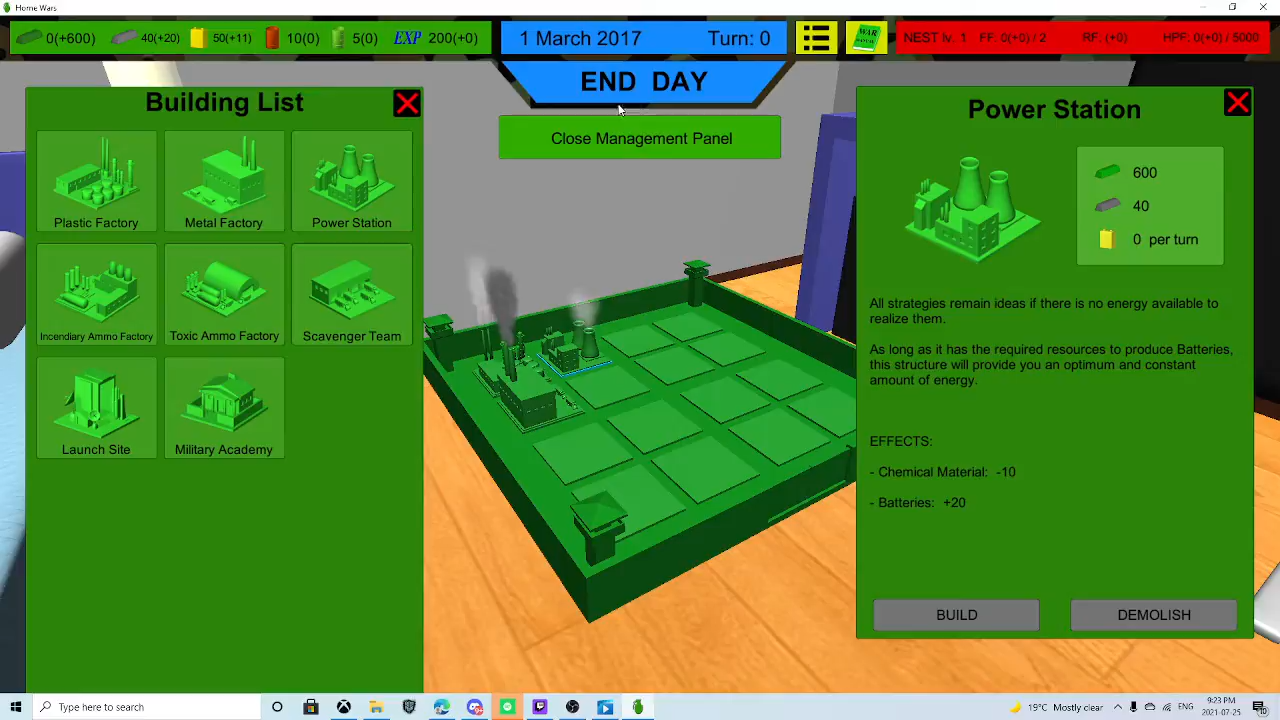 Home Wars
0(+600) 40(+20) 50(+11) 10(0) 5(0) EXP 200(+0)
1 March 2017 Turn: 0
WAR
NEST lv. 1 FF: 0(+0) / 2 RF: (+0) HPF: 0(+0) / 5000
END DAY
Close Management Panel
Building List
Plastic Factory
Metal Factory
Power Station
Incendiary Ammo Factory
Toxic Ammo Factory
Scavenger Team
Launch Site
Military Academy
Power Station
600
40
0 per turn
All strategies remain ideas if there is no energy available to
realize them.
As long as it has the required resources to produce Batteries,
this structure will provide you an optimum and constant
amount of energy.
EFFECTS:
- Chemical Material: -10
- Batteries: +20
BUILD
DEMOLISH
Type here to search
19°C Mostly clear
ENG
9:23 PM
2021-07-25